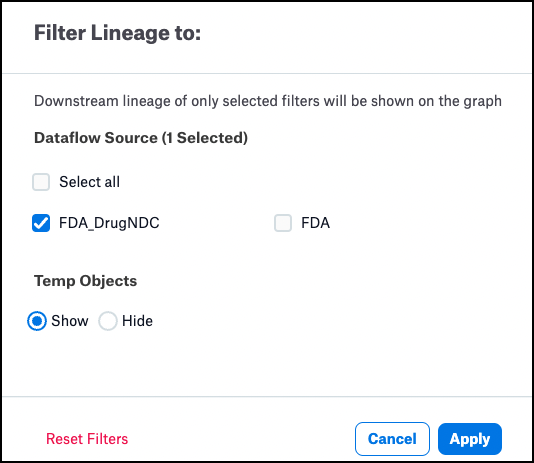 Filter Lineage to:
Downstream lineage of only selected filters will be shown on the graph
Dataflow Source (1 Selected)
Select all
FDA_DrugNDC FDA
Temp Objects
Show Hide
Reset Filters Cancel Apply